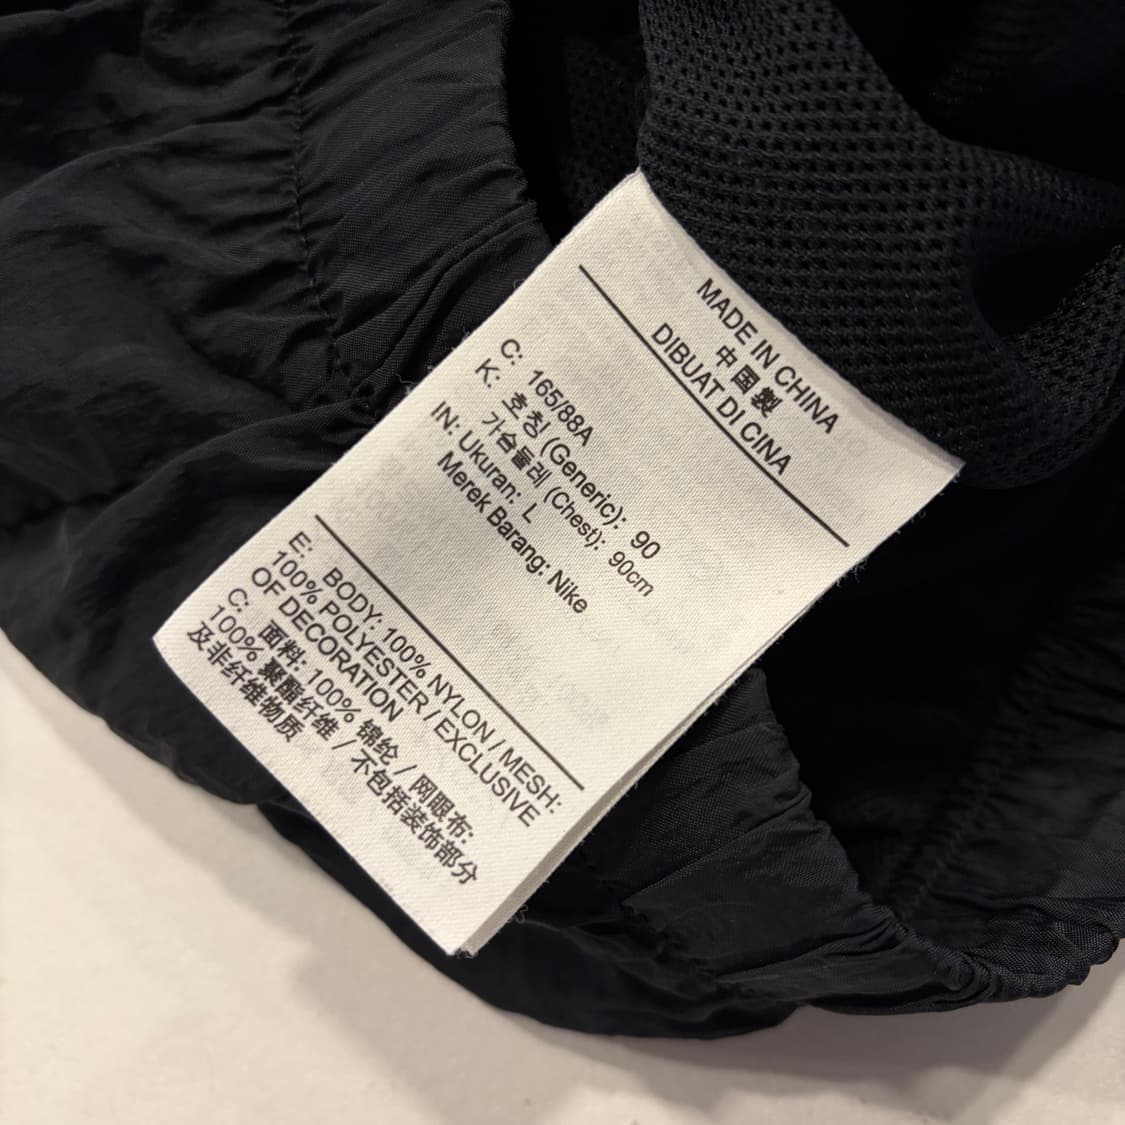 MADE IN CHINA
中国製
DIBUAT DI CINA
C: 165/88A
K: 호칭 (Generic): 90
가슴둘레 (Chest): 90cm
IN: Ukuran: L
Merek Barang: Nike
E: BODY: 100% NYLON / MESH:
100% POLYESTER / EXCLUSIVE
OF DECORATION
C: 面料: 100% 锦纶 / 网眼布:
100% 聚酯纤维 / 不包括装饰部分
及非纤维物质